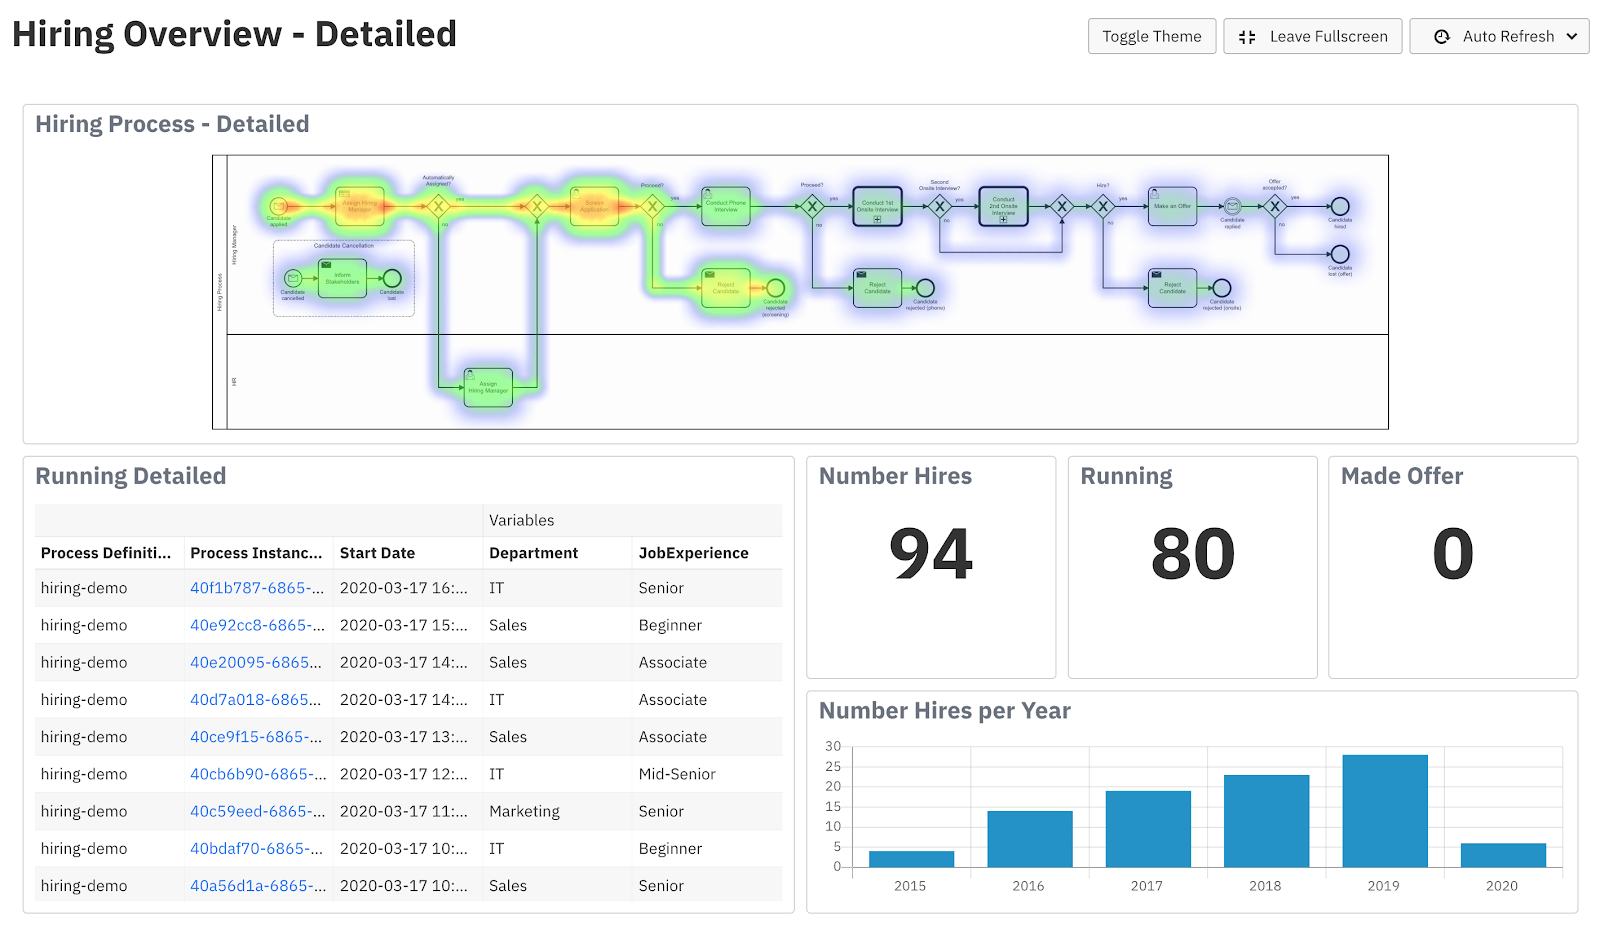 Hiring Overview - Detailed
Toggle Theme
Leave Fullscreen
Auto Refresh
Hiring Process - Detailed
Hiring Process
Hiring Manager
HR
Candidate
applied
Assign Hiring
Manager
Automatically
Assigned?
yes
no
Screen
Application
Proceed?
yes
no
Conduct Phone
Interview
Proceed?
yes
no
Conduct 1st
Onsite Interview
Second
Onsite Interview?
yes
no
Conduct
2nd Onsite
Interview
Hire?
yes
no
Make an Offer
Candidate
replied
Offer
accepted?
yes
no
Candidate
hired
Candidate
lost (offer)
Candidate Cancellation
Candidate
cancelled
Inform
Stakeholders
Candidate
lost
Reject
Candidate
Candidate
rejected
(screening)
Reject
Candidate
Candidate
rejected (phone)
Reject
Candidate
Candidate
rejected (onsite)
Assign
Hiring Manager
Running Detailed
Variables
Process Definiti... Process Instanc... Start Date Department JobExperience
hiring-demo 40f1b787-6865-... 2020-03-17 16:... IT Senior
hiring-demo 40e92cc8-6865-... 2020-03-17 15:... Sales Beginner
hiring-demo 40e20095-6865... 2020-03-17 14:... Sales Associate
hiring-demo 40d7a018-6865... 2020-03-17 14:... IT Associate
hiring-demo 40ce9f15-6865-... 2020-03-17 13:... Sales Associate
hiring-demo 40cb6b90-6865-... 2020-03-17 12:... IT Mid-Senior
hiring-demo 40c59eed-6865-... 2020-03-17 11:... Marketing Senior
hiring-demo 40bdaf70-6865-... 2020-03-17 10:... IT Beginner
hiring-demo 40a56d1a-6865-... 2020-03-17 10:... Sales Senior
Number Hires
94
Running
80
Made Offer
0
Number Hires per Year
30
25
20
15
10
5
0
2015 2016 2017 2018 2019 2020